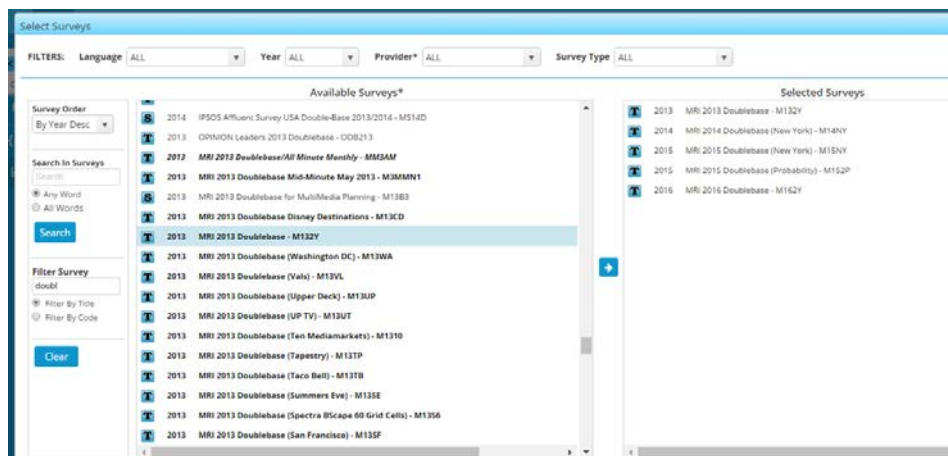 Select Surveys
FILTERS: Language ALL Year ALL Provider* ALL Survey Type ALL
Available Surveys*
Selected Surveys
Survey Order
By Year Desc
Search In Surveys
Search
Any Word
All Words
Search
Filter Survey
doubl
Filter By Title
Filter By Code
Clear
S 2014 IPSOS Affluent Survey USA Double-Base 2013/2014 - MS14D
T 2013 OPINION Leaders 2013 Doublebase - ODB213
T 2013 MRI 2013 Doublebase/All Minute Monthly - MM3AM
T 2013 MRI 2013 Doublebase Mid-Minute May 2013 - M3MMN1
S 2013 MRI 2013 Doublebase for MultiMedia Planning - M13B3
T 2013 MRI 2013 Doublebase Disney Destinations - M13CD
T 2013 MRI 2013 Doublebase - M132Y
T 2013 MRI 2013 Doublebase (Washington DC) - M13WA
T 2013 MRI 2013 Doublebase (Vals) - M13VL
T 2013 MRI 2013 Doublebase (Upper Deck) - M13UP
T 2013 MRI 2013 Doublebase (UP TV) - M13UT
T 2013 MRI 2013 Doublebase (Ten Mediamarkets) - M1310
T 2013 MRI 2013 Doublebase (Tapestry) - M13TP
T 2013 MRI 2013 Doublebase (Taco Bell) - M13TB
T 2013 MRI 2013 Doublebase (Summers Eve) - M13SE
T 2013 MRI 2013 Doublebase (Spectra BScape 60 Grid Cells) - M13S6
T 2013 MRI 2013 Doublebase (San Francisco) - M13SF
T 2013 MRI 2013 Doublebase - M132Y
T 2014 MRI 2014 Doublebase (New York) - M14NY
T 2015 MRI 2015 Doublebase (New York) - M15NY
T 2015 MRI 2015 Doublebase (Probability) - M152P
T 2016 MRI 2016 Doublebase - M162Y